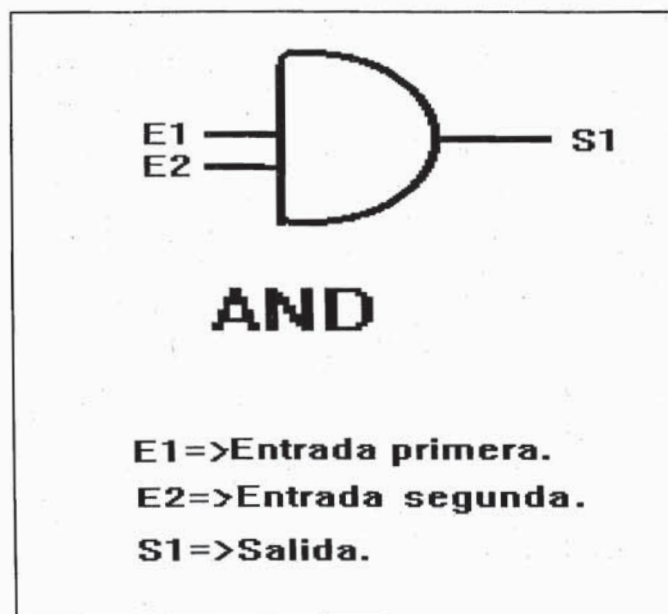 E1
E2
S1
AND
E1=>Entrada primera.
E2=>Entrada segunda.
S1=>Salida.